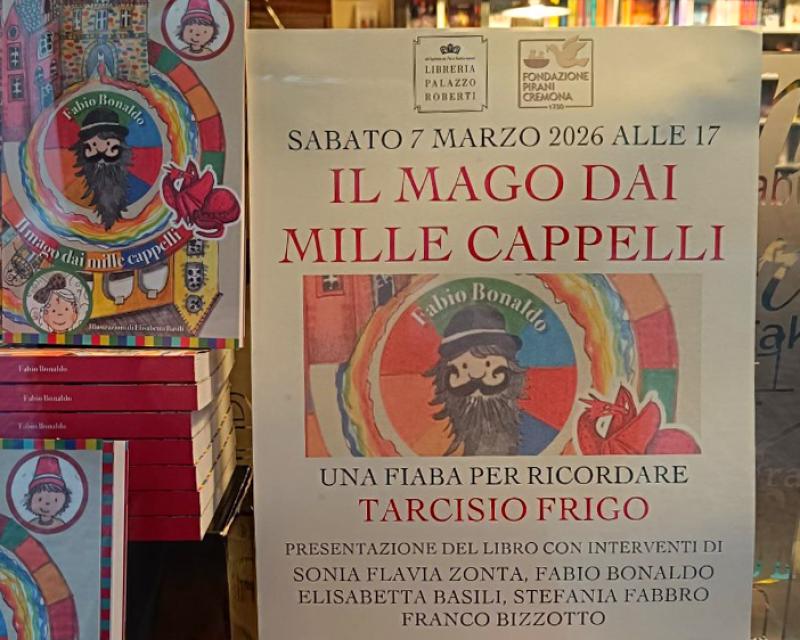 Fabio Bonaldo
Il mago dai mille cappelli
Illustrazioni di Elisabetta Basili
Fabio Bonaldo
Fabio Bonaldo
Fabio Bonaldo
LIBRERIA
PALAZZO
ROBERTI
FONDAZIONE
PIRANI
CREMONA
SABATO 7 MARZO 2026 ALLE 17
IL MAGO DAI
MILLE CAPPELLI
Fabio Bonaldo
UNA FIABA PER RICORDARE
TARCISIO FRIGO
PRESENTAZIONE DEL LIBRO CON INTERVENTI DI
SONIA FLAVIA ZONTA, FABIO BONALDO
ELISABETTA BASILI, STEFANIA FABBRO
FRANCO BIZZOTTO